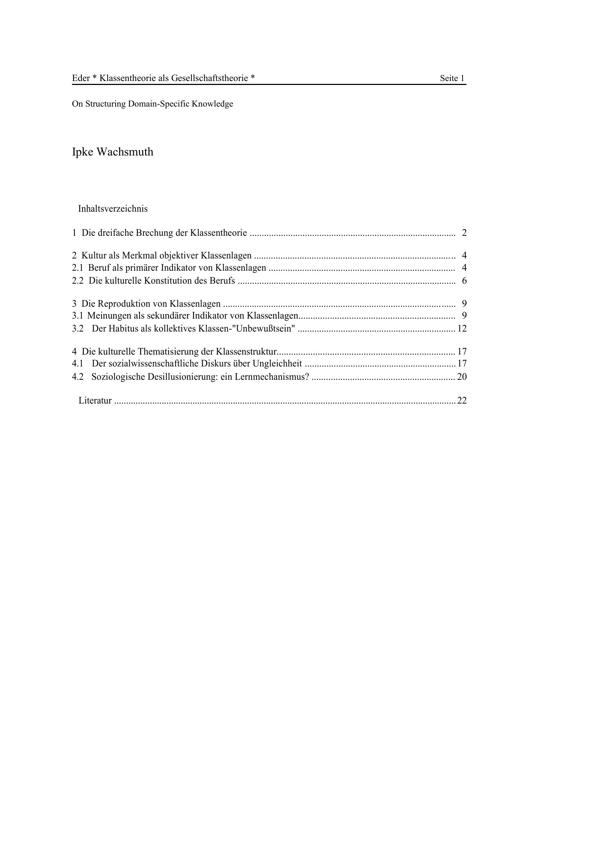 Eder * Klassentheorie als Gesellschaftstheorie * Seite 1
On Structuring Domain-Specific Knowledge
Ipke Wachsmuth
Inhaltsverzeichnis
1 Die dreifache Brechung der Klassentheorie ........................................................................ 2
2 Kultur als Merkmal objektiver Klassenlagen ........................................................................ 4
2.1 Beruf als primärer Indikator von Klassenlagen .................................................................. 4
2.2 Die kulturelle Konstitution des Berufs .............................................................................. 6
3 Die Reproduktion von Klassenlagen .................................................................................. 9
3.1 Meinungen als sekundärer Indikator von Klassenlagen...................................................... 9
3.2 Der Habitus als kollektives Klassen-"Unbewußtsein" ...................................................... 12
4 Die kulturelle Thematisierung der Klassenstruktur............................................................ 17
4.1 Der sozialwissenschaftliche Diskurs über Ungleichheit .................................................... 17
4.2 Soziologische Desillusionierung: ein Lernmechanismus? .................................................. 20
Literatur ........................................................................................................................ 22